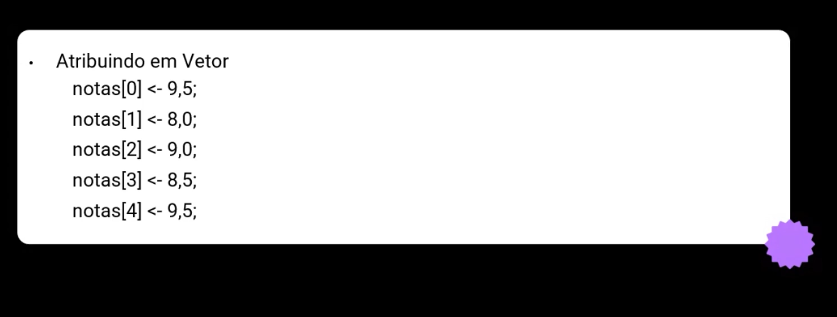 • Atribuindo em Vetor
notas[0] <- 9,5;
notas[1] <- 8,0;
notas[2] <- 9,0;
notas[3] <- 8,5;
notas[4] <- 9,5;